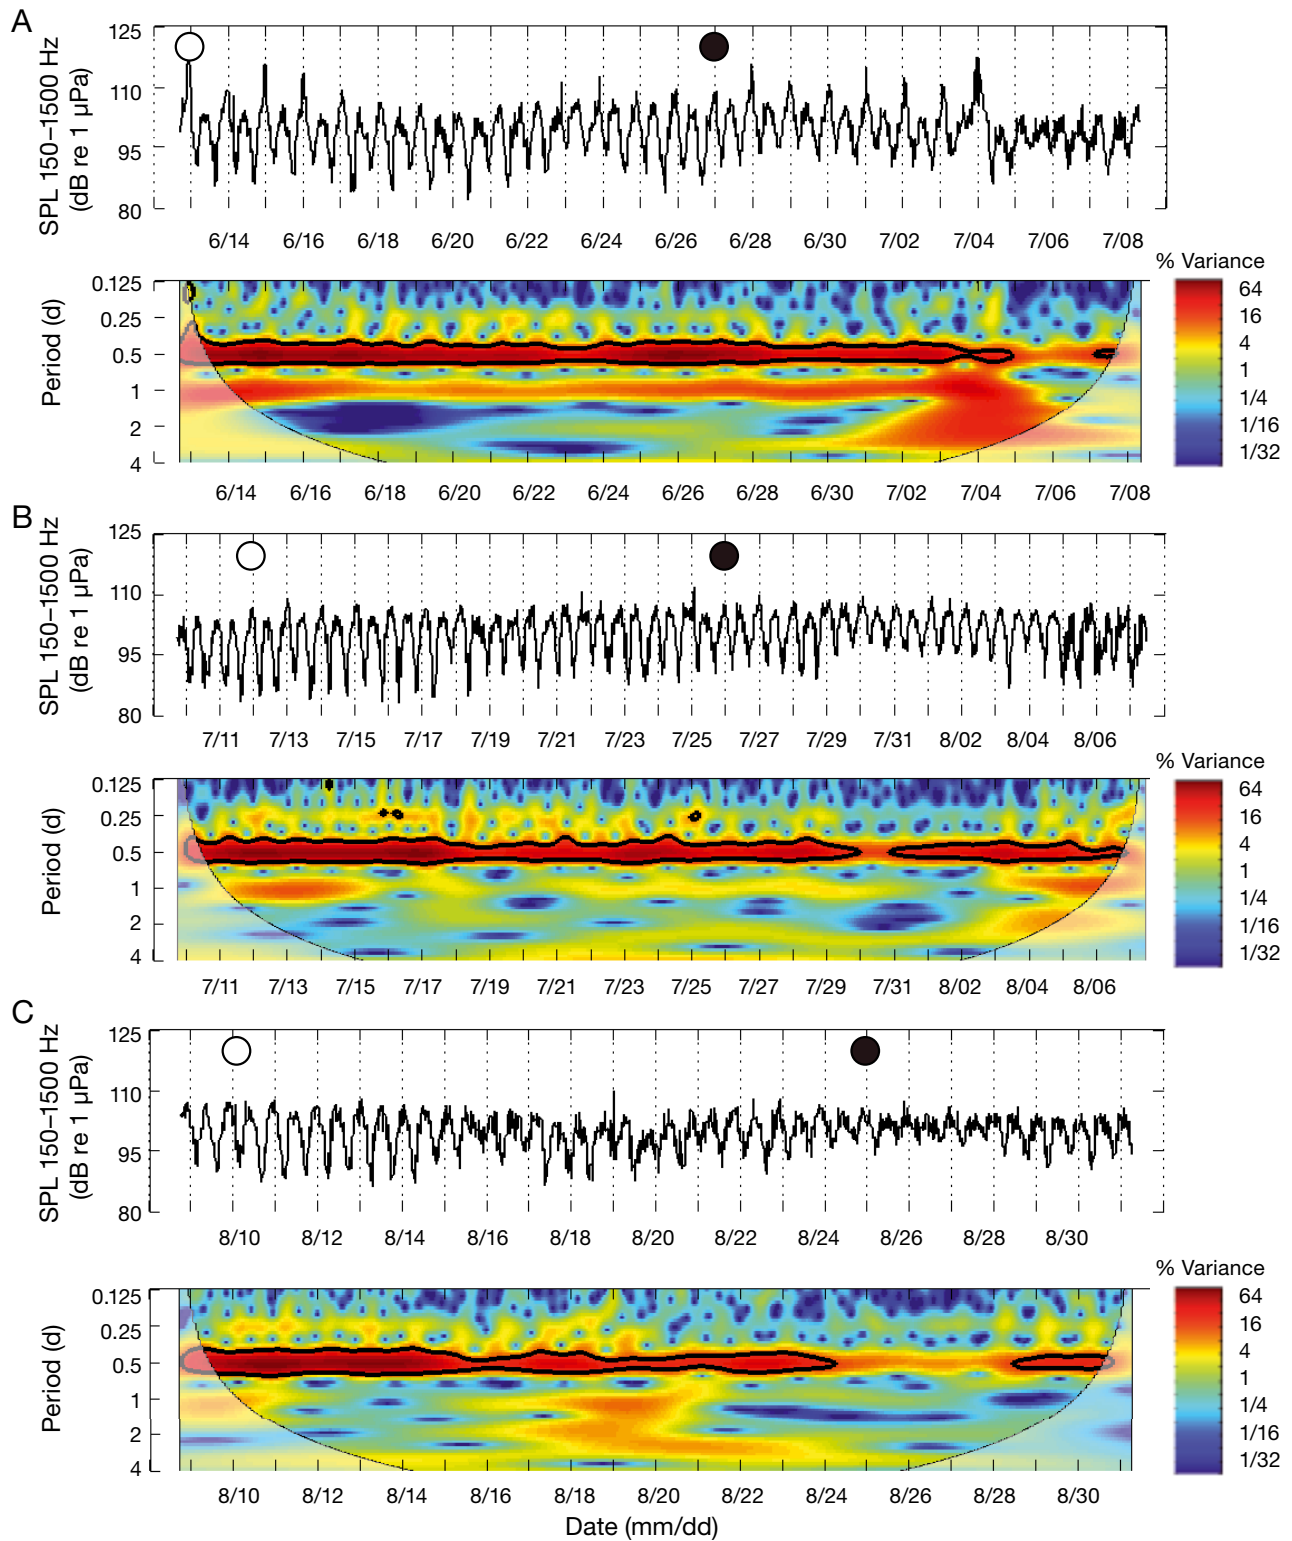 A
SPL 150–1500 Hz
(dB re 1 µPa)
125
110
95
80
6/14 6/16 6/18 6/20 6/22 6/24 6/26 6/28 6/30 7/02 7/04 7/06 7/08
% Variance
Period (d)
0.125
0.25
0.5
1
2
4
64
16
4
1
1/4
1/16
1/32
6/14 6/16 6/18 6/20 6/22 6/24 6/26 6/28 6/30 7/02 7/04 7/06 7/08
B
SPL 150–1500 Hz
(dB re 1 µPa)
125
110
95
80
7/11 7/13 7/15 7/17 7/19 7/21 7/23 7/25 7/27 7/29 7/31 8/02 8/04 8/06
% Variance
Period (d)
0.125
0.25
0.5
1
2
4
64
16
4
1
1/4
1/16
1/32
7/11 7/13 7/15 7/17 7/19 7/21 7/23 7/25 7/27 7/29 7/31 8/02 8/04 8/06
C
SPL 150–1500 Hz
(dB re 1 µPa)
125
110
95
80
8/10 8/12 8/14 8/16 8/18 8/20 8/22 8/24 8/26 8/28 8/30
% Variance
Period (d)
0.125
0.25
0.5
1
2
4
64
16
4
1
1/4
1/16
1/32
8/10 8/12 8/14 8/16 8/18 8/20 8/22 8/24 8/26 8/28 8/30
Date (mm/dd)